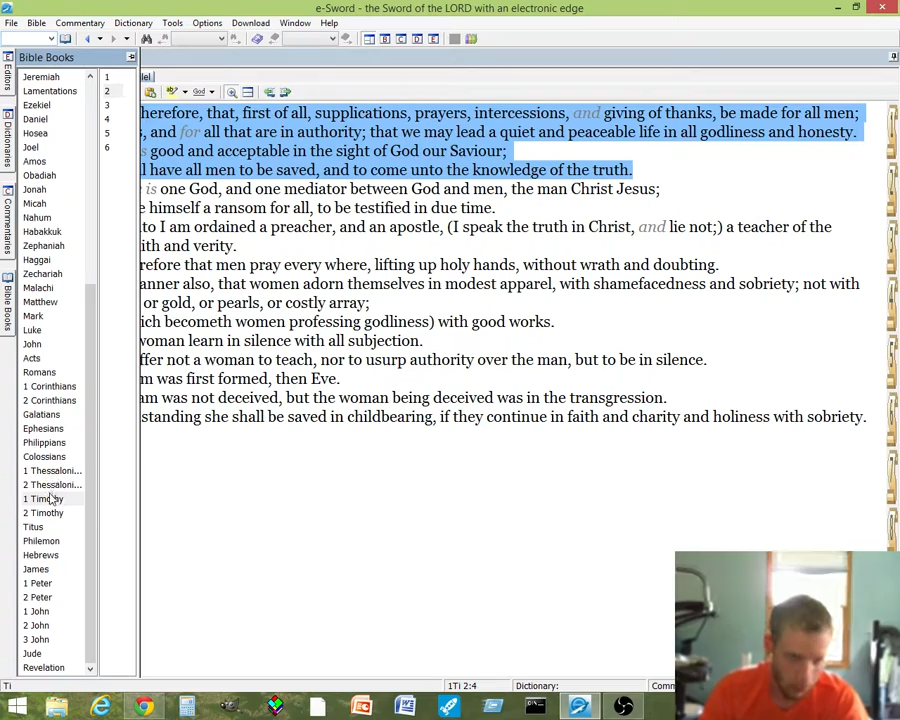 e-Sword - the Sword of the LORD with an electronic edge
File Bible Commentary Dictionary Tools Options Download Window Help
B C D E
Bible Books
Jeremiah 1
Lamentations 2
Ezekiel 3
Daniel 4
Hosea 5
Joel 6
Amos
Obadiah
Jonah
Micah
Nahum
Habakkuk
Zephaniah
Haggai
Zechariah
Malachi
Matthew
Mark
Luke
John
Acts
Romans
1 Corinthians
2 Corinthians
Galatians
Ephesians
Philippians
Colossians
1 Thessaloni...
2 Thessaloni...
1 Timothy
2 Timothy
Titus
Philemon
Hebrews
James
1 Peter
2 Peter
1 John
2 John
3 John
Jude
Revelation
Editors
Dictionaries
Commentaries
Bible Books
God
herefore, that, first of all, supplications, prayers, intercessions, and giving of thanks, be made for all men;
, and for all that are in authority; that we may lead a quiet and peaceable life in all godliness and honesty.
good and acceptable in the sight of God our Saviour;
l have all men to be saved, and to come unto the knowledge of the truth.
is one God, and one mediator between God and men, the man Christ Jesus;
e himself a ransom for all, to be testified in due time.
to I am ordained a preacher, and an apostle, (I speak the truth in Christ, and lie not;) a teacher of the
ith and verity.
refore that men pray every where, lifting up holy hands, without wrath and doubting.
anner also, that women adorn themselves in modest apparel, with shamefacedness and sobriety; not with
or gold, or pearls, or costly array;
ich becometh women professing godliness) with good works.
woman learn in silence with all subjection.
ffer not a woman to teach, nor to usurp authority over the man, but to be in silence.
m was first formed, then Eve.
am was not deceived, but the woman being deceived was in the transgression.
standing she shall be saved in childbearing, if they continue in faith and charity and holiness with sobriety.
Ti 1Ti 2:4 Dictionary: Comm